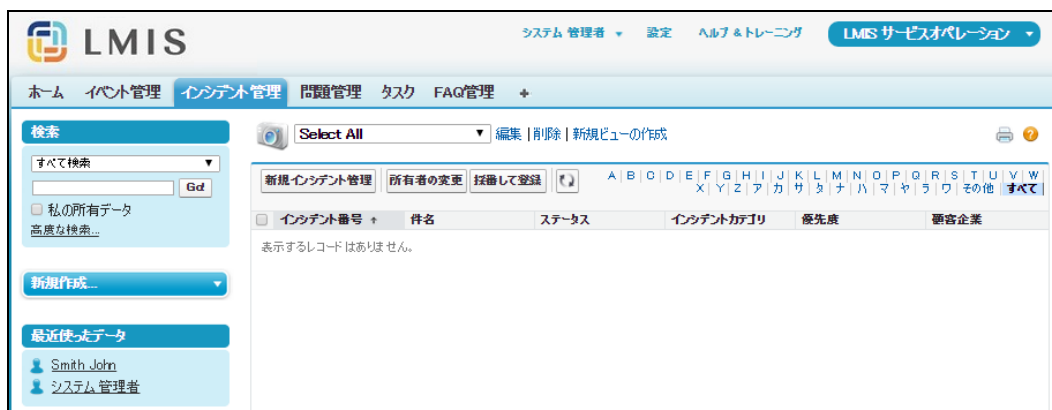 LMIS
システム 管理者 設定 ヘルプ & トレーニング LMIS サービスオペレーション
ホーム イベント管理 インシデント管理 問題管理 タスク FAQ管理 +
検索
すべて検索
Go!
私の所有データ
高度な検索...
新規作成...
最近使ったデータ
Smith John
システム 管理者
Select All 編集 | 削除 | 新規ビューの作成
新規インシデント管理 所有者の変更 採番して登録
A | B | C | D | E | F | G | H | I | J | K | L | M | N | O | P | Q | R | S | T | U | V | W |
X | Y | Z | ア | カ | サ | タ | ナ | ハ | マ | ヤ | ラ | ワ | その他 | すべて
インシデント番号 ↑ 件名 ステータス インシデントカテゴリ 優先度 顧客企業
表示するレコードはありません。